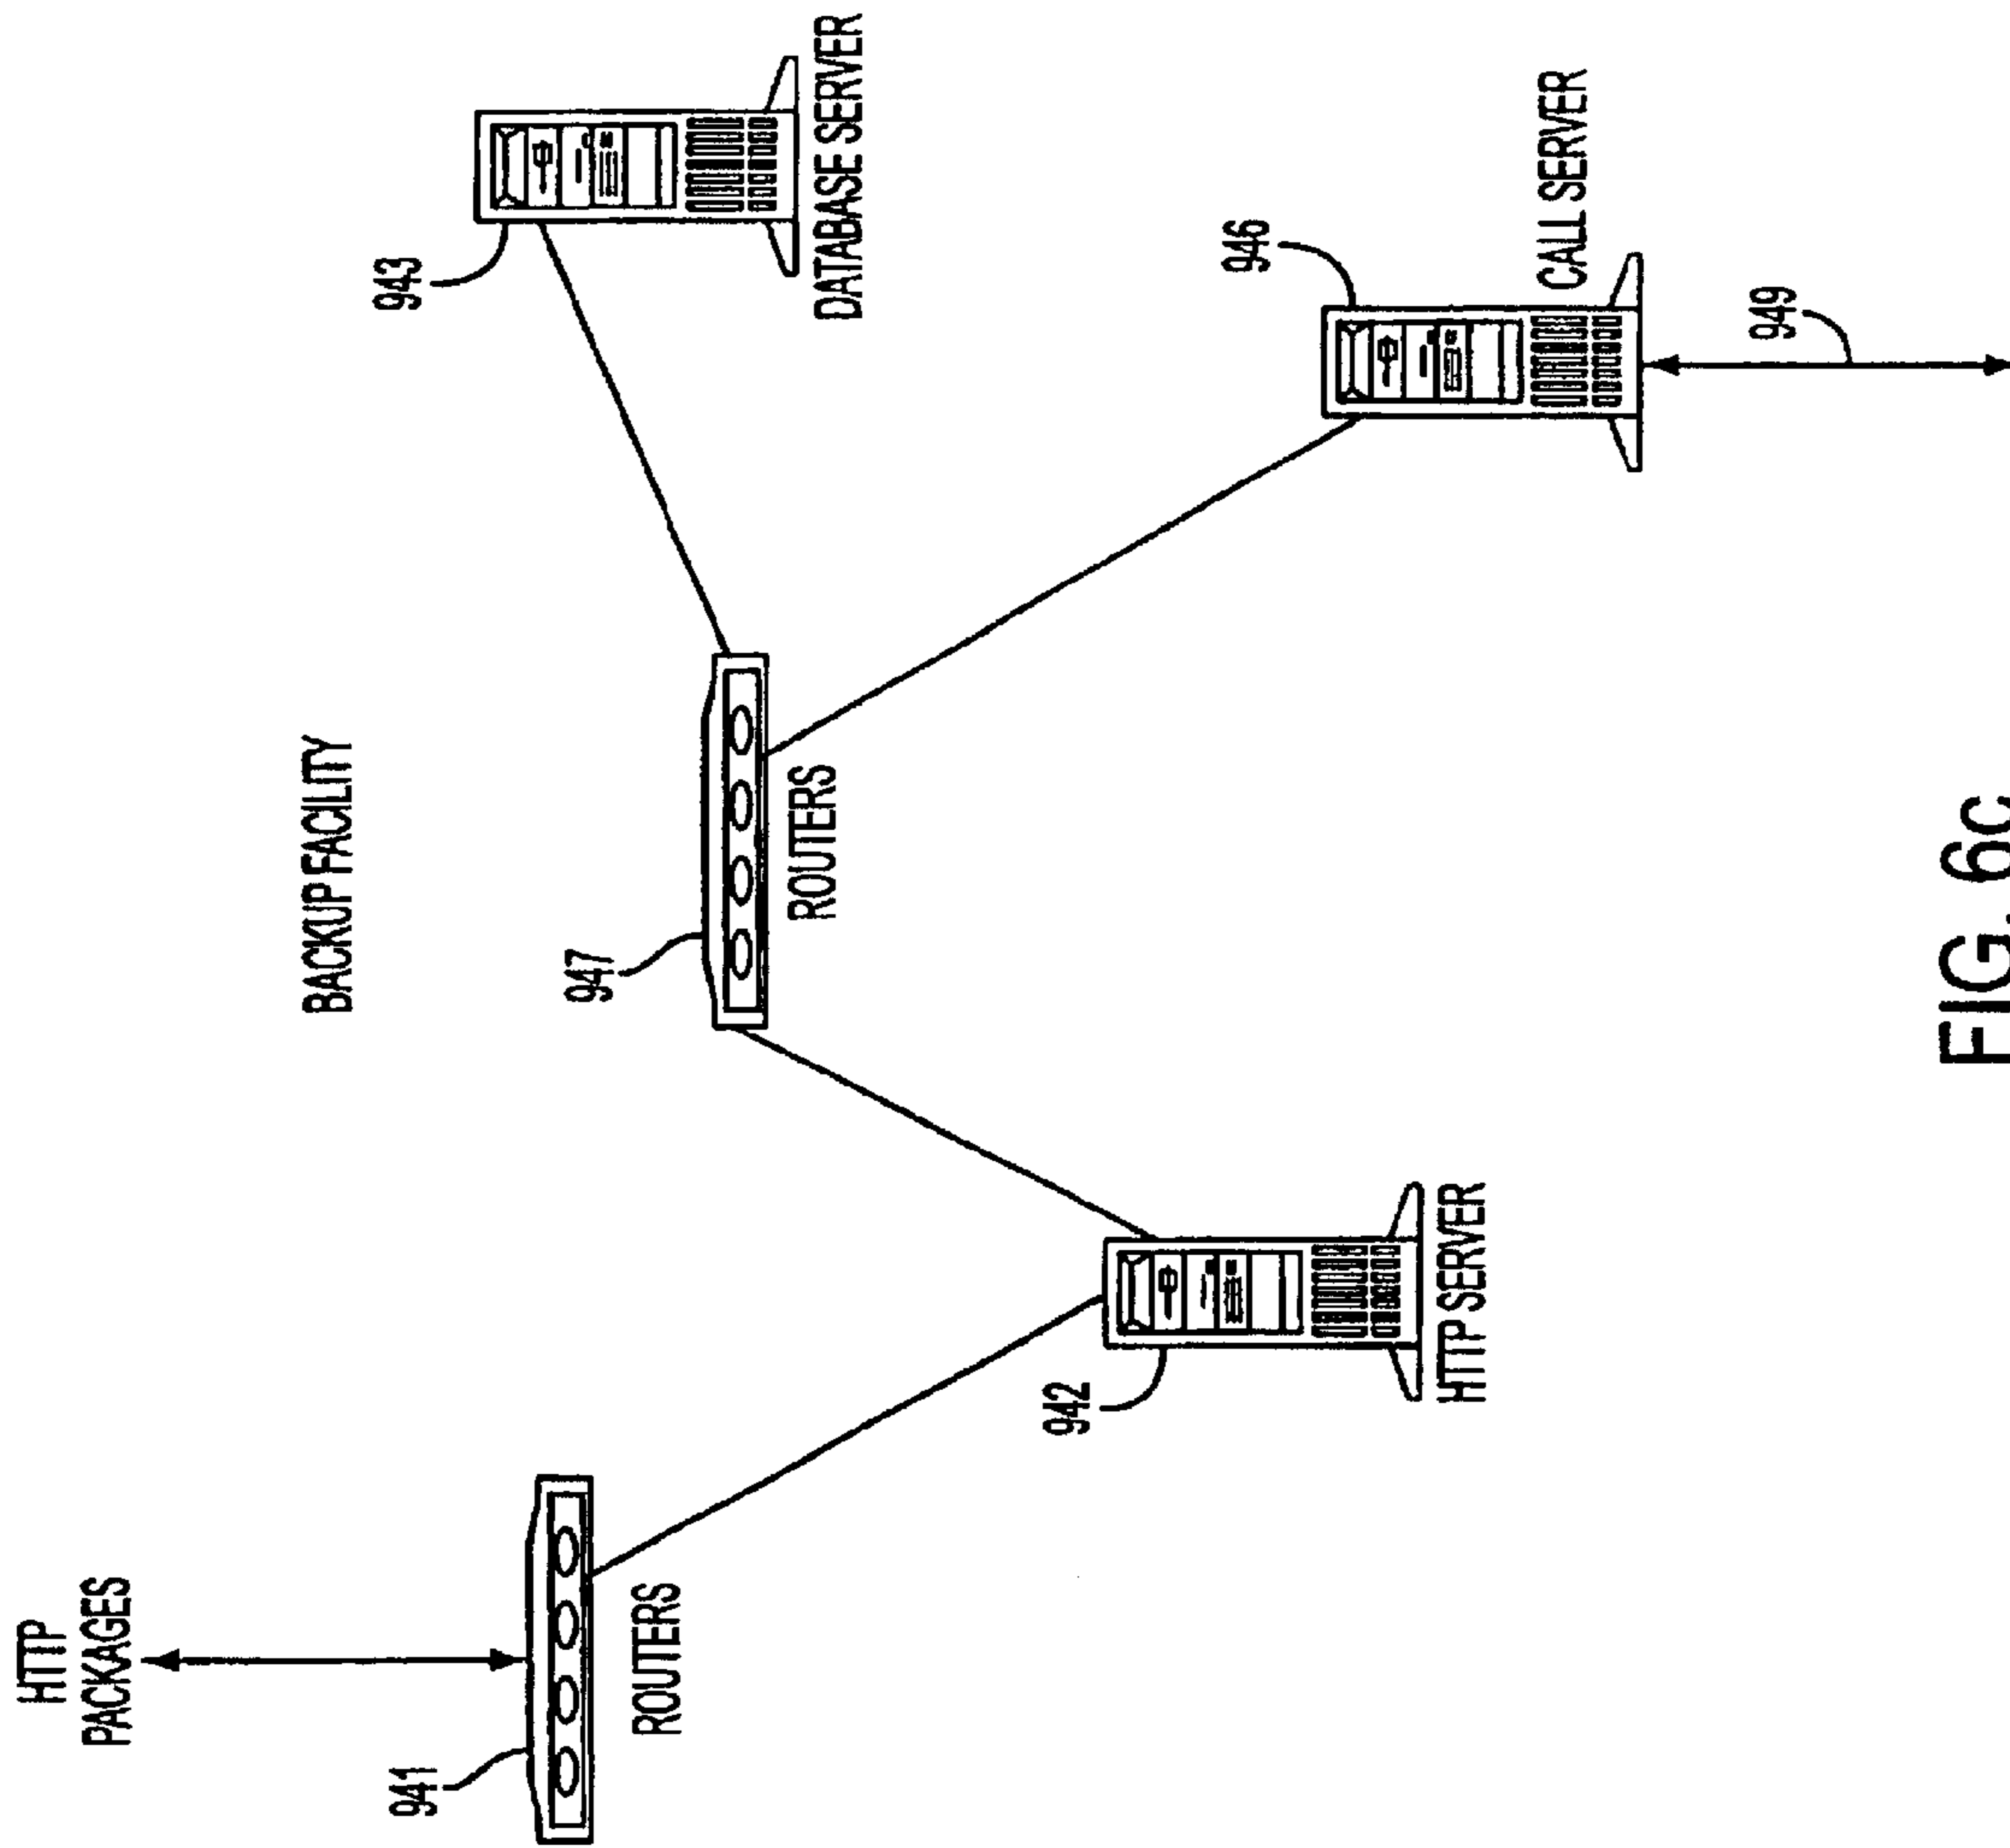 BACKUP FACILITY
HTTP
PACKAGES
941
ROUTERS
942
HTTP SERVER
947
ROUTERS
943
DATABASE SERVER
946
CALL SERVER
949
FIG. 6c